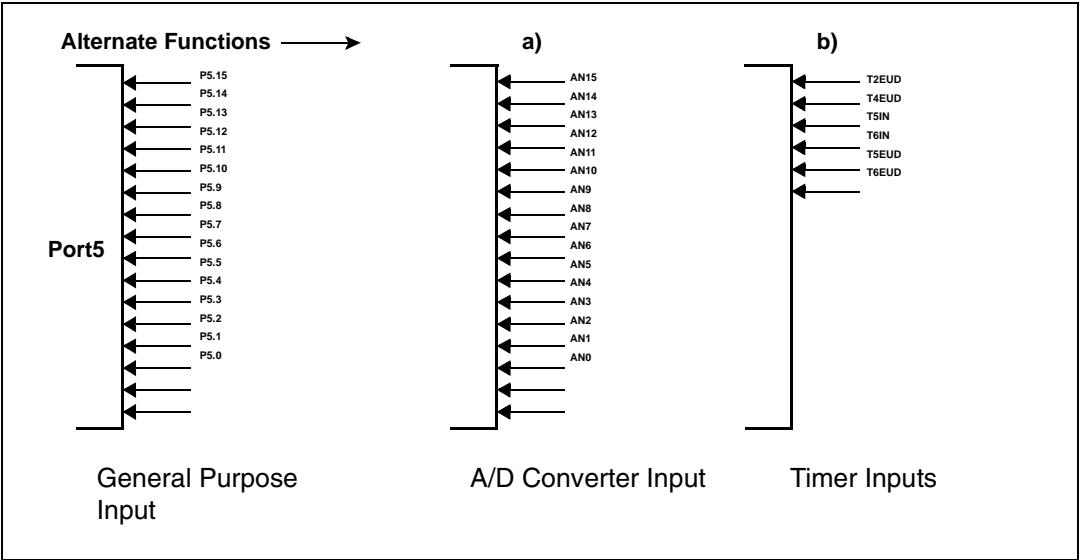 Alternate Functions
a)
b)
Port5
P5.15
P5.14
P5.13
P5.12
P5.11
P5.10
P5.9
P5.8
P5.7
P5.6
P5.5
P5.4
P5.3
P5.2
P5.1
P5.0
AN15
AN14
AN13
AN12
AN11
AN10
AN9
AN8
AN7
AN6
AN5
AN4
AN3
AN2
AN1
AN0
T2EUD
T4EUD
T5IN
T6IN
T5EUD
T6EUD
General Purpose
Input
A/D Converter Input
Timer Inputs